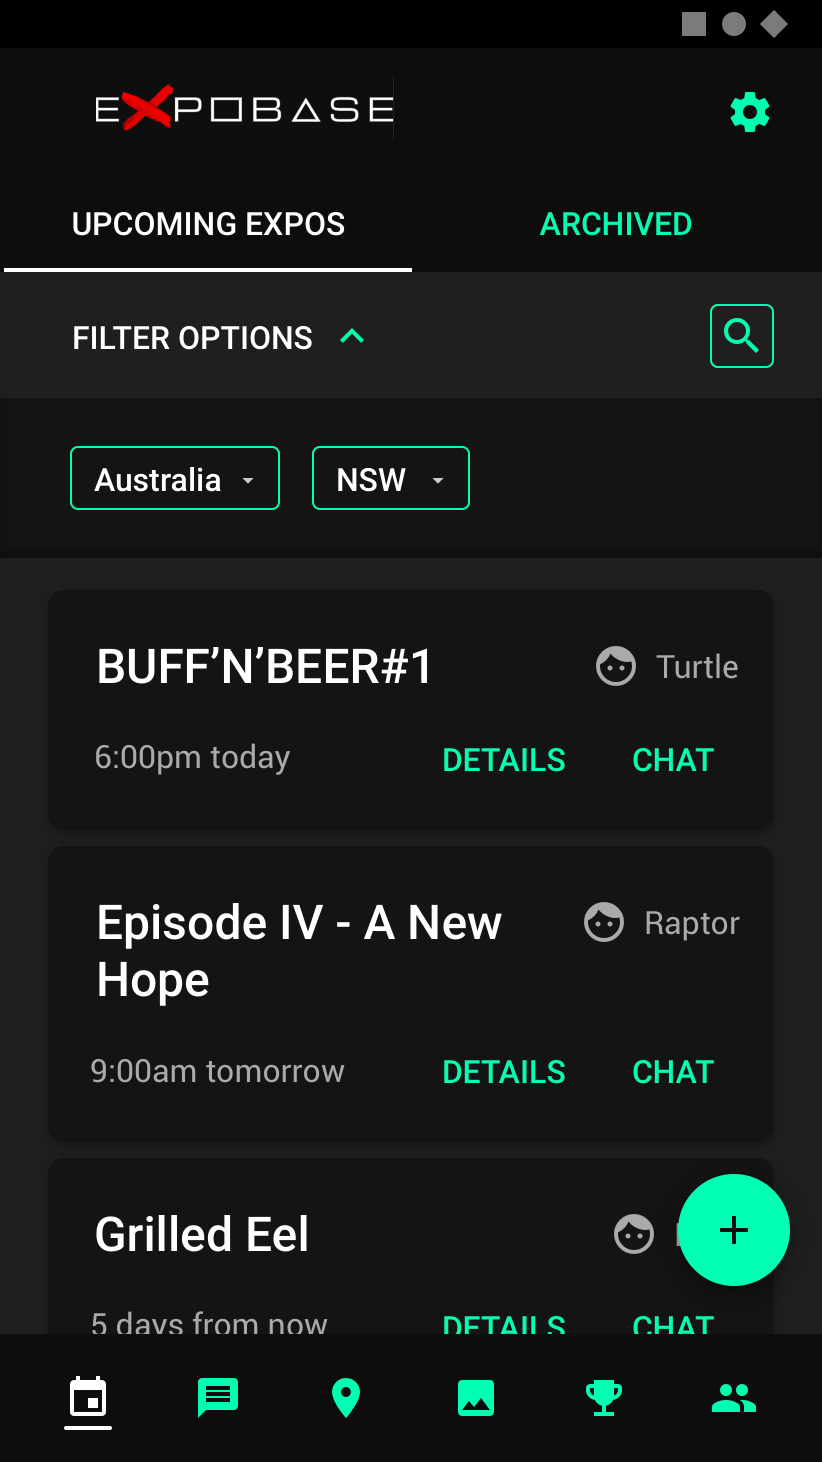 EXPOBASE
UPCOMING EXPOS
ARCHIVED
FILTER OPTIONS
Australia
NSW
BUFF’N’BEER#1
Turtle
6:00pm today
DETAILS
CHAT
Episode IV - A New
Hope
Raptor
9:00am tomorrow
DETAILS
CHAT
Grilled Eel
5 days from now
DETAILS
CHAT